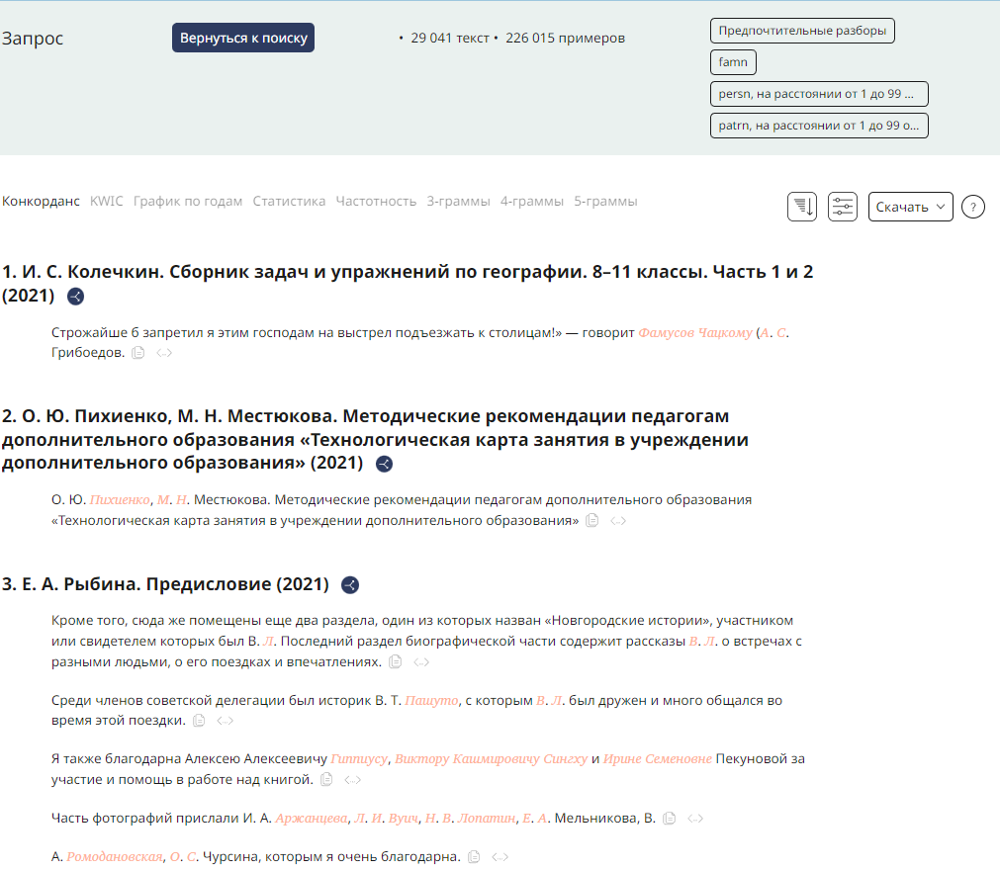 Запрос
Вернуться к поиску
• 29 041 текст • 226 015 примеров
Предпочтительные разборы
famn
persn, на расстоянии от 1 до 99 ...
patrn, на расстоянии от 1 до 99 о...
Конкорданс KWIC График по годам Статистика Частотность 3-граммы 4-граммы 5-граммы
Скачать
?
1. И. С. Колечкин. Сборник задач и упражнений по географии. 8–11 классы. Часть 1 и 2
(2021)
Строжайше б запретил я этим господам на выстрел подъезжать к столицам!» — говорит Фамусов Чацкому (А. С.
Грибоедов.
2. О. Ю. Пихиенко, М. Н. Местюкова. Методические рекомендации педагогам
дополнительного образования «Технологическая карта занятия в учреждении
дополнительного образования» (2021)
О. Ю. Пихиенко, М. Н. Местюкова. Методические рекомендации педагогам дополнительного образования
«Технологическая карта занятия в учреждении дополнительного образования»
3. Е. А. Рыбина. Предисловие (2021)
Кроме того, сюда же помещены еще два раздела, один из которых назван «Новгородские истории», участником
или свидетелем которых был В. Л. Последний раздел биографической части содержит рассказы В. Л. о встречах с
разными людьми, о его поездках и впечатлениях.
Среди членов советской делегации был историк В. Т. Пашуто, с которым В. Л. был дружен и много общался во
время этой поездки.
Я также благодарна Алексею Алексеевичу Гиппиусу, Виктору Кашмировичу Сингху и Ирине Семеновне Пекуновой за
участие и помощь в работе над книгой.
Часть фотографий прислали И. А. Аржанцева, Л. И. Вуич, Н. В. Лопатин, Е. А. Мельникова, В.
А. Ромодановская, О. С. Чурсина, которым я очень благодарна.